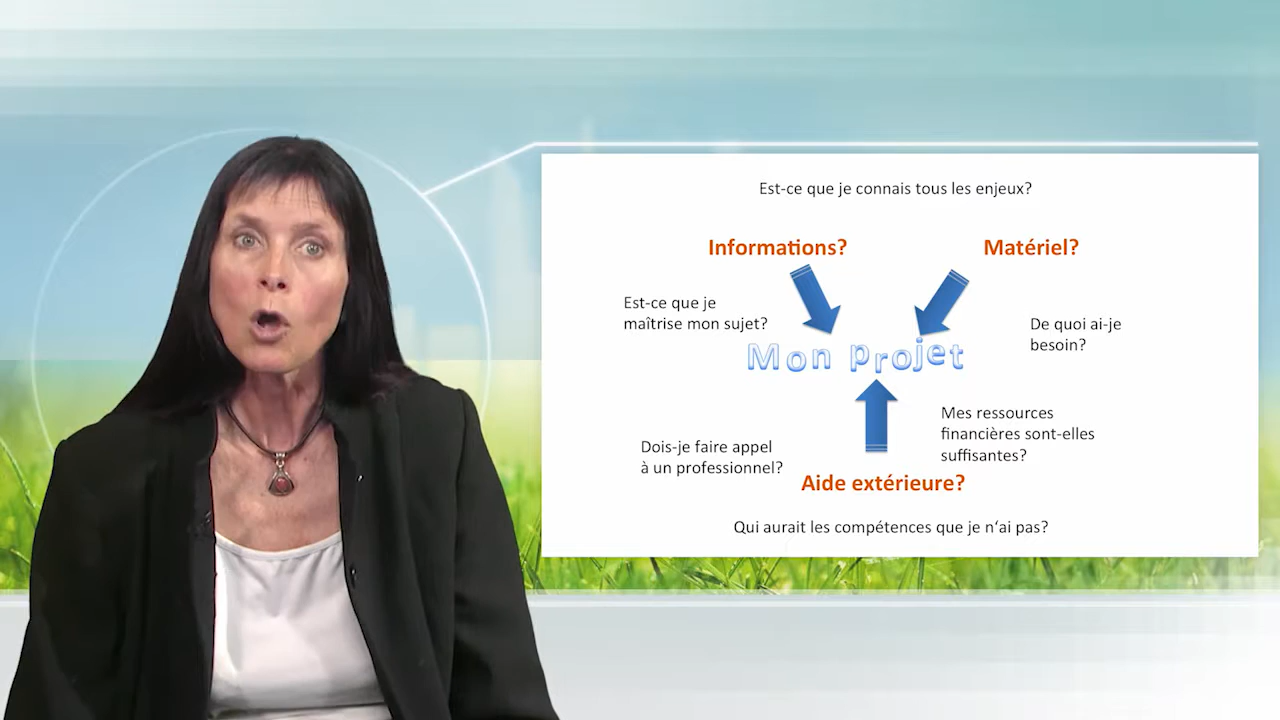 Est-ce que je connais tous les enjeux?
Informations?
Matériel?
Est-ce que je
maîtrise mon sujet?
De quoi ai-je
besoin?
Mon projet
Mes ressources
financières sont-elles
suffisantes?
Dois-je faire appel
à un professionnel?
Aide extérieure?
Qui aurait les compétences que je n‘ai pas?